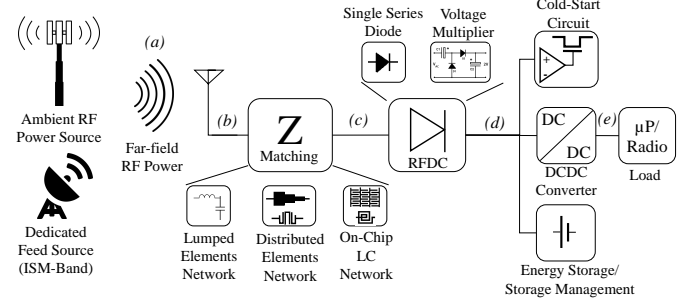 Ambient RF
Power Source
Dedicated
Feed Source
(ISM-Band)
(a)
Far-field
RF Power
(b)
Z
Matching
Lumped
Elements
Network
Distributed
Elements
Network
On-Chip
LC
Network
(c)
Single Series
Diode
Voltage
Multiplier
RFDC
(d)
Cold-Start
Circuit
+
-
DC
DC
DCDC
Converter
(e)
µP/
Radio
Load
Energy Storage/
Storage Management